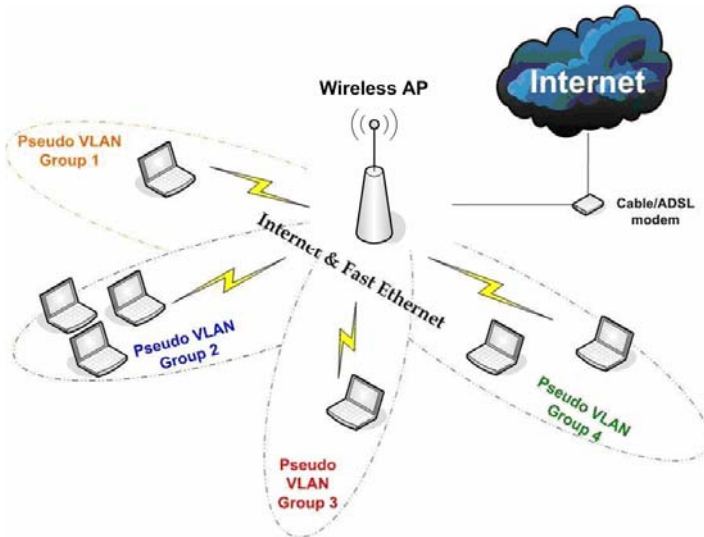 Internet
Wireless AP
Pseudo VLAN
Group 1
Cable/ADSL
modem
Internet & Fast Ethernet
Pseudo VLAN
Group 2
Pseudo VLAN
Group 4
Pseudo
VLAN
Group 3